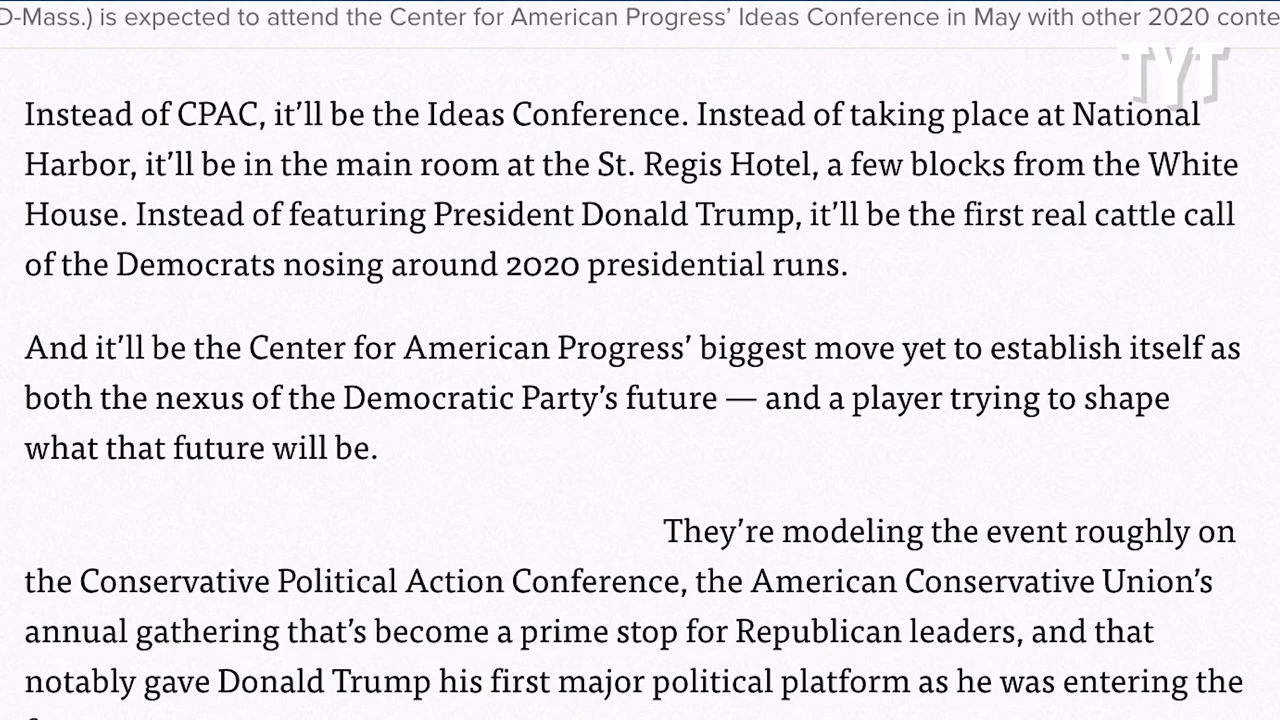 D-Mass.) is expected to attend the Center for American Progress’ Ideas Conference in May with other 2020 conte
TYT
Instead of CPAC, it’ll be the Ideas Conference. Instead of taking place at National
Harbor, it’ll be in the main room at the St. Regis Hotel, a few blocks from the White
House. Instead of featuring President Donald Trump, it’ll be the first real cattle call
of the Democrats nosing around 2020 presidential runs.
And it’ll be the Center for American Progress’ biggest move yet to establish itself as
both the nexus of the Democratic Party’s future — and a player trying to shape
what that future will be.
They’re modeling the event roughly on
the Conservative Political Action Conference, the American Conservative Union’s
annual gathering that’s become a prime stop for Republican leaders, and that
notably gave Donald Trump his first major political platform as he was entering the